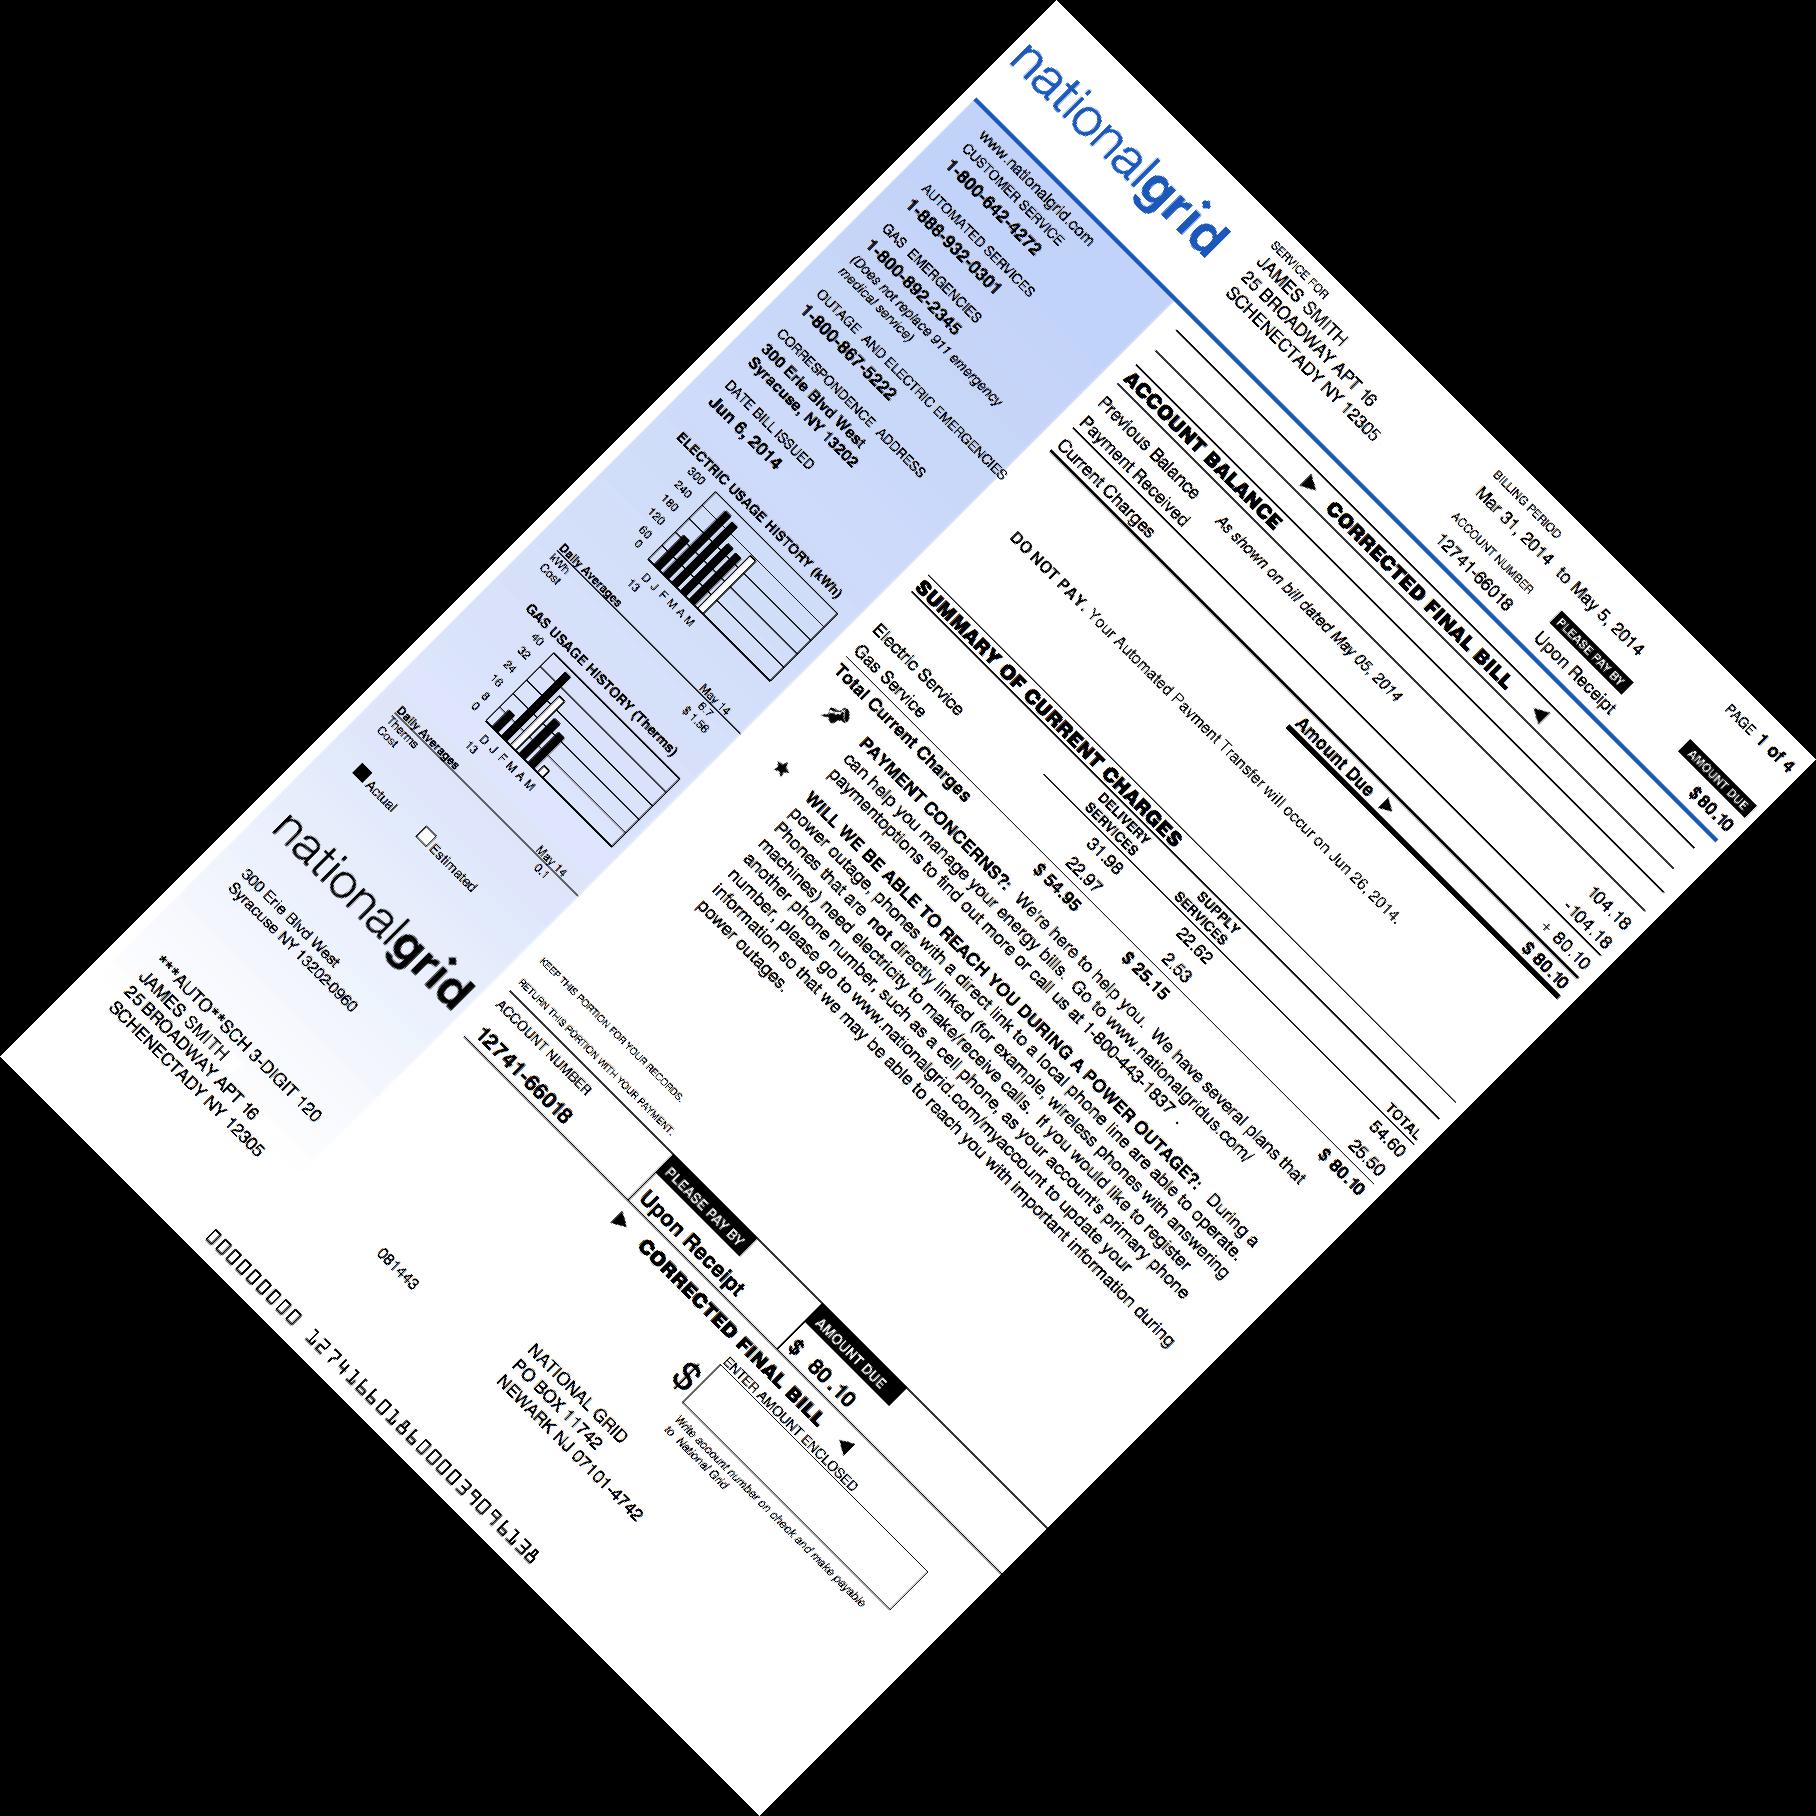 nationalgrid
SERVICE FOR
JAMES SMITH
25 BROADWAY APT 16
SCHENECTADY NY 12305
BILLING PERIOD
Mar 31, 2014 to May 5, 2014
PAGE 1 of 4
ACCOUNT NUMBER
12741-66018
PLEASE PAY BY
Upon Receipt
AMOUNT DUE
$ 80.10
www.nationalgrid.com
CUSTOMER SERVICE
1-800-642-4272
AUTOMATED SERVICES
1-888-932-0301
GAS EMERGENCIES
1-800-892-2345
(Does not replace 911 emergency
medical service)
OUTAGE AND ELECTRIC EMERGENCIES
1-800-867-5222
CORRESPONDENCE ADDRESS
300 Erie Blvd West
Syracuse, NY 13202
DATE BILL ISSUED
Jun 6, 2014
ELECTRIC USAGE HISTORY (kWh)
300
240
180
120
60
0
D J F M A M
13
Daily Averages May 14
kWh 6.7
Cost $ 1.56
GAS USAGE HISTORY (Therms)
40
32
24
16
8
0
D J F M A M
13
Daily Averages May 14
Therms 0.1
Cost
Actual Estimated
► CORRECTED FINAL BILL ◄
ACCOUNT BALANCE
Previous Balance As shown on bill dated May 05, 2014 104.18
Payment Received -104.18
Current Charges + 80.10
Amount Due ► $ 80.10
DO NOT PAY. Your Automated Payment Transfer will occur on Jun 26, 2014.
SUMMARY OF CURRENT CHARGES
DELIVERY SERVICES SUPPLY SERVICES TOTAL
Electric Service 31.98 22.62 54.60
Gas Service 22.97 2.53 25.50
Total Current Charges $ 54.95 $ 25.15 $ 80.10
PAYMENT CONCERNS?: We're here to help you. We have several plans that
can help you manage your energy bills. Go to www.nationalgridus.com/
paymentoptions to find out more or call us at 1-800-443-1837 .
WILL WE BE ABLE TO REACH YOU DURING A POWER OUTAGE?: During a
power outage, phones with a direct link to a local phone line are able to operate.
Phones that are not directly linked (for example, wireless phones with answering
machines) need electricity to make/receive calls. If you would like to register
another phone number, such as a cell phone, as your account's primary phone
number, please go to www.nationalgrid.com/myaccount to update your
information so that we may be able to reach you with important information during
power outages.
KEEP THIS PORTION FOR YOUR RECORDS.
RETURN THIS PORTION WITH YOUR PAYMENT.
nationalgrid
300 Erie Blvd West
Syracuse NY 13202-0960
ACCOUNT NUMBER
12741-66018
PLEASE PAY BY
Upon Receipt
AMOUNT DUE
$ 80.10
► CORRECTED FINAL BILL ◄
ENTER AMOUNT ENCLOSED
$
Write account number on check and make payable
to National Grid
***AUTO**SCH 3-DIGIT 120
JAMES SMITH
25 BROADWAY APT 16
SCHENECTADY NY 12305
081443
NATIONAL GRID
PO BOX 11742
NEWARK NJ 07101-4742
00000000 12741660186000039096138